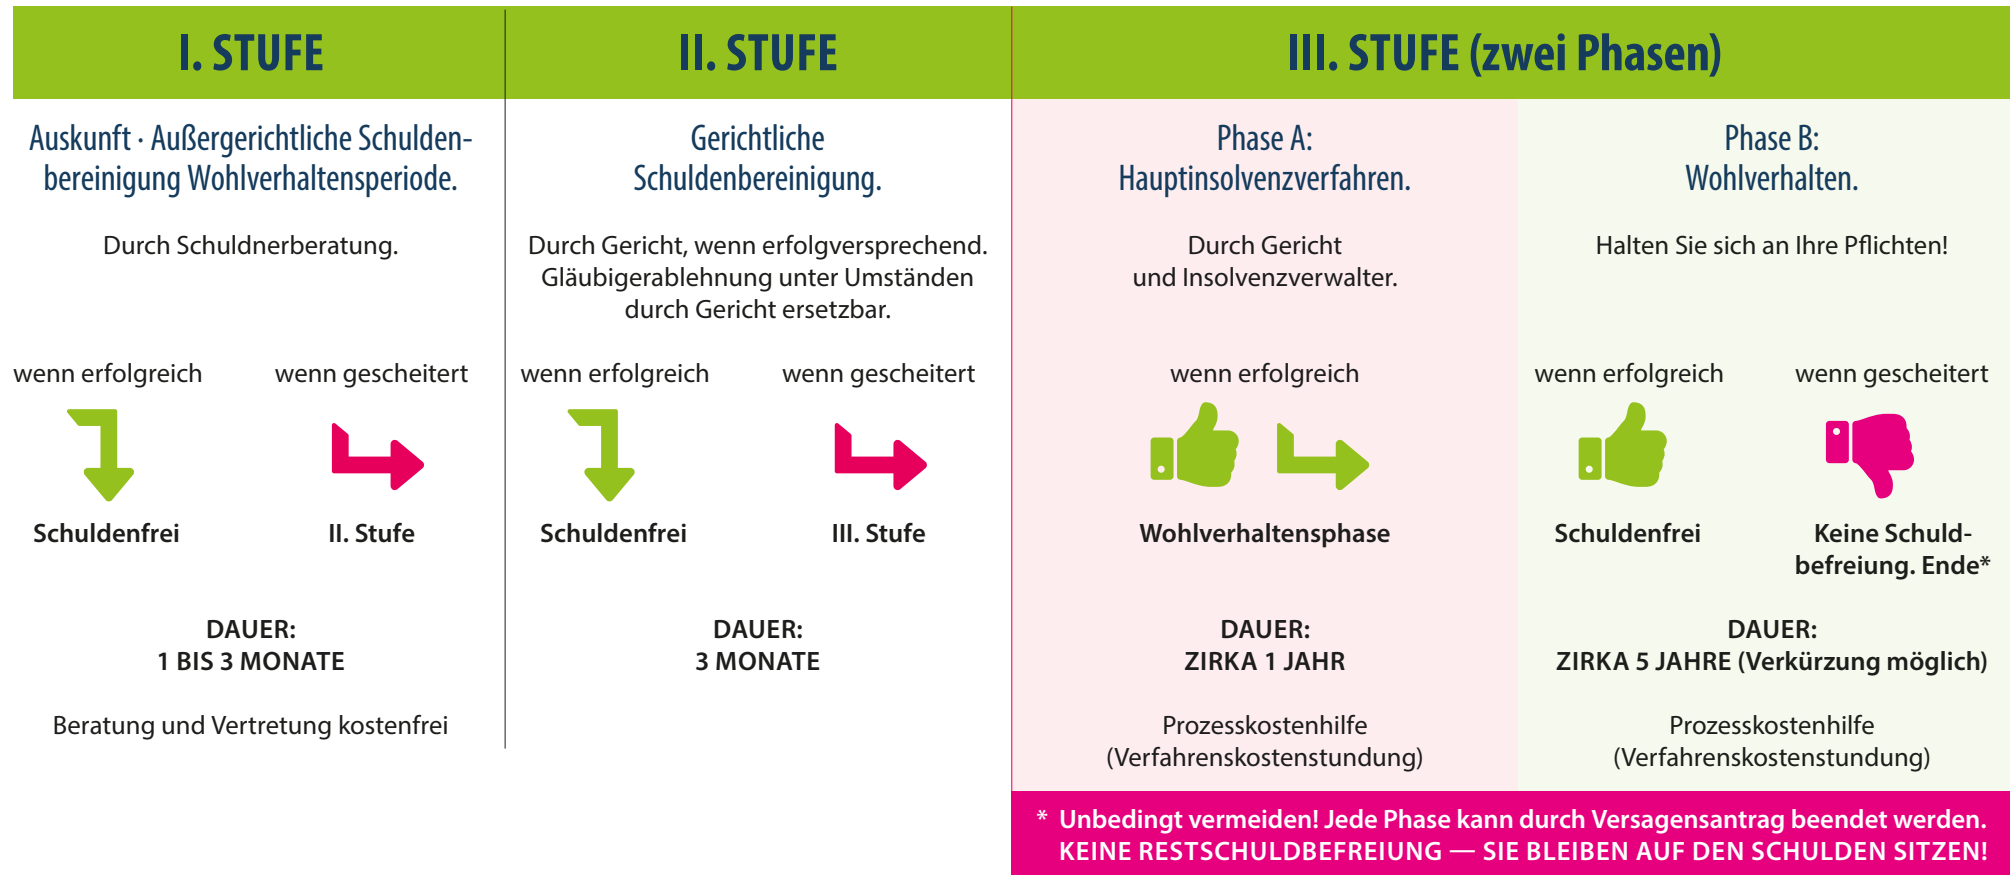 I. STUFE
Auskunft · Außergerichtliche Schulden-
bereinigung Wohlverhaltensperiode.
Durch Schuldnerberatung.
wenn erfolgreich
Schuldenfrei
wenn gescheitert
II. Stufe
DAUER:
1 BIS 3 MONATE
Beratung und Vertretung kostenfrei
II. STUFE
Gerichtliche
Schuldenbereinigung.
Durch Gericht, wenn erfolgversprechend.
Gläubigerablehnung unter Umständen
durch Gericht ersetzbar.
wenn erfolgreich
Schuldenfrei
wenn gescheitert
III. Stufe
DAUER:
3 MONATE
III. STUFE (zwei Phasen)
Phase A:
Hauptinsolvenzverfahren.
Durch Gericht
und Insolvenzverwalter.
wenn erfolgreich
Wohlverhaltensphase
DAUER:
ZIRKA 1 JAHR
Prozesskostenhilfe
(Verfahrenskostenstundung)
Phase B:
Wohlverhalten.
Halten Sie sich an Ihre Pflichten!
wenn erfolgreich
Schuldenfrei
wenn gescheitert
Keine Schuld-
befreiung. Ende*
DAUER:
ZIRKA 5 JAHRE (Verkürzung möglich)
Prozesskostenhilfe
(Verfahrenskostenstundung)
* Unbedingt vermeiden! Jede Phase kann durch Versagensantrag beendet werden.
KEINE RESTSCHULDBEFREIUNG — SIE BLEIBEN AUF DEN SCHULDEN SITZEN!